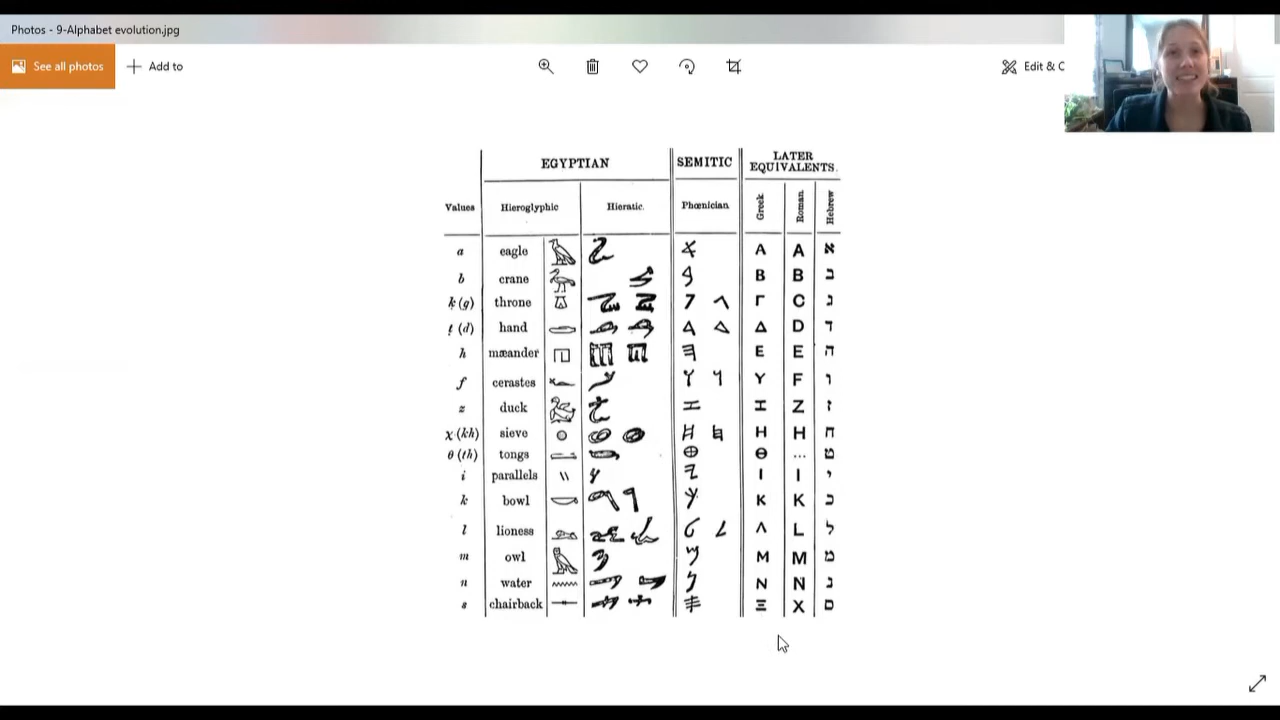 Photos - 9-Alphabet evolution.jpg
See all photos
Add to
Edit & C
EGYPTIAN SEMITIC LATER EQUIVALENTS.
Values Hieroglyphic Hieratic. Phœnician Greek. Roman. Hebrew
a eagle Α A א
b crane Β B ב
k (g) throne Γ C ג
ṭ (d) hand Δ D ד
h mæander Ε E ה
f cerastes Υ F ו
z duck Ζ Z ז
χ (kh) sieve Η H ח
θ (th) tongs Θ ... ט
i parallels Ι I י
k bowl Κ K כ
l lioness Λ L ל
m owl Μ M מ
n water Ν N נ
s chairback Ξ X ס